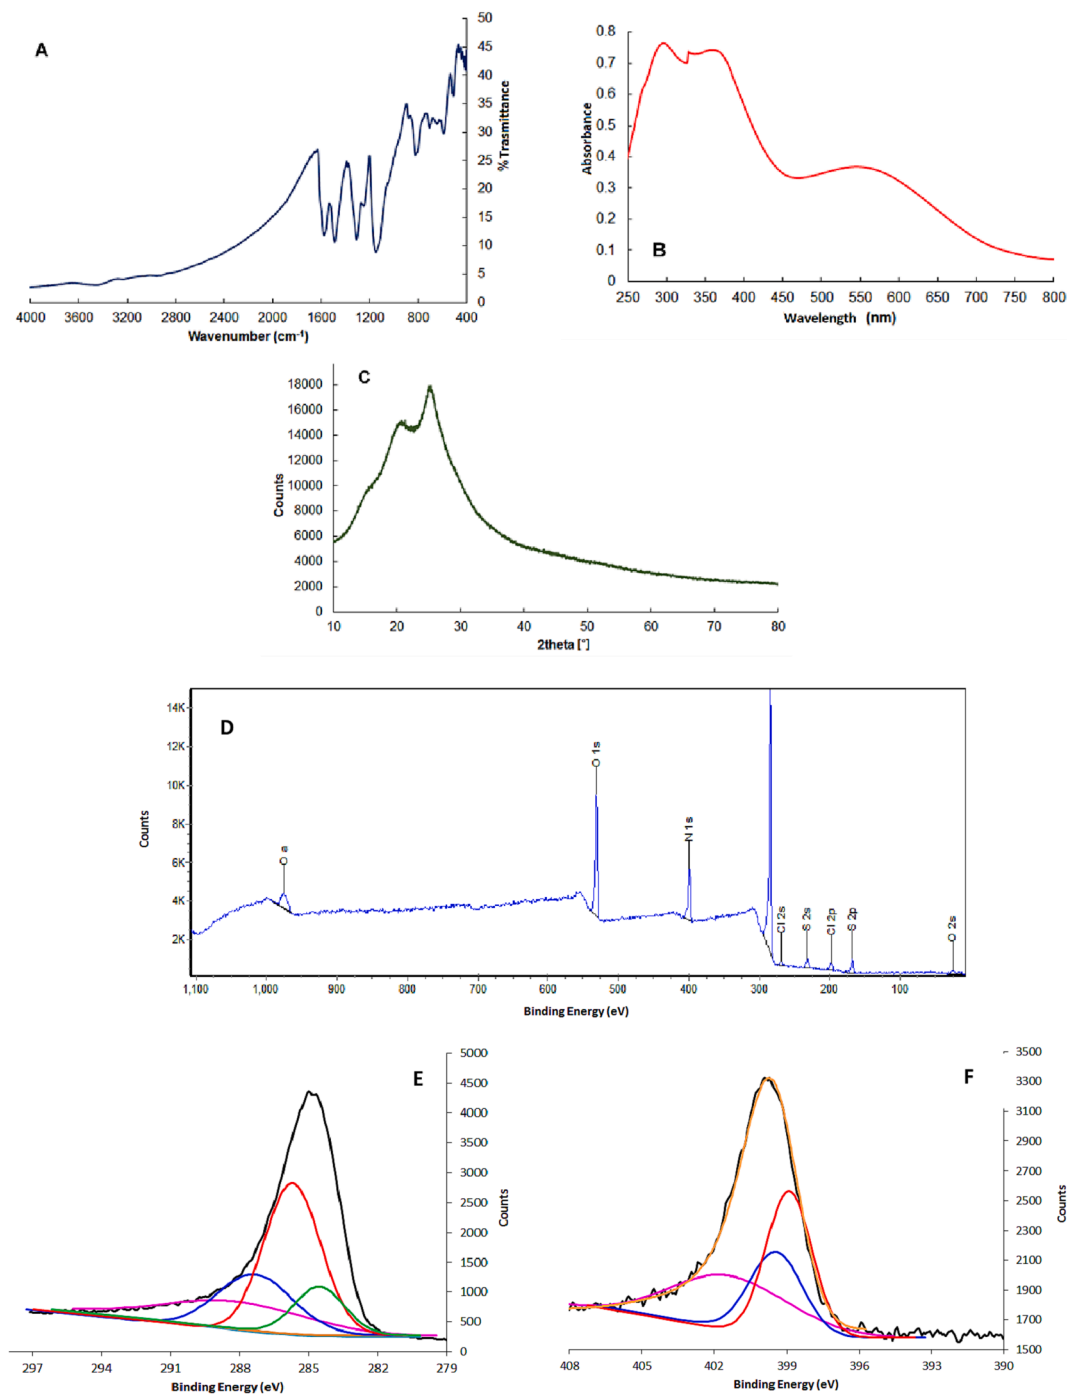 A
50
45
40
35
30
25
20
15
10
5
0
%Trasmittance
4000 3600 3200 2800 2400 2000 1600 1200 800 400
Wavenumber (cm-1)
B
0.8
0.7
0.6
0.5
0.4
0.3
0.2
0.1
0
Absorbance
250 300 350 400 450 500 550 600 650 700 750 800
Wavelength (nm)
C
18000
16000
14000
12000
10000
8000
6000
4000
2000
0
Counts
10 20 30 40 50 60 70 80
2theta [°]
D
14K
12K
10K
8K
6K
4K
2K
Counts
O a
O 1s
N 1s
Cl 2s
S 2s
Cl 2p
S 2p
O 2s
1,100 1,000 900 800 700 600 500 400 300 200 100
Binding Energy (eV)
E
5000
4500
4000
3500
3000
2500
2000
1500
1000
500
0
Counts
297 294 291 288 285 282 279
Binding Energy (eV)
F
3500
3300
3100
2900
2700
2500
2300
2100
1900
1700
1500
Counts
408 405 402 399 396 393 390
Binding Energy (eV)